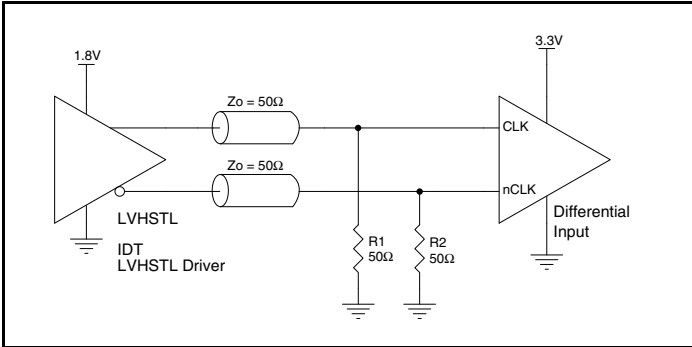 1.8V
3.3V
Zo = 50Ω
CLK
Zo = 50Ω
nCLK
LVHSTL
IDT
LVHSTL Driver
R1
50Ω
R2
50Ω
Differential
Input